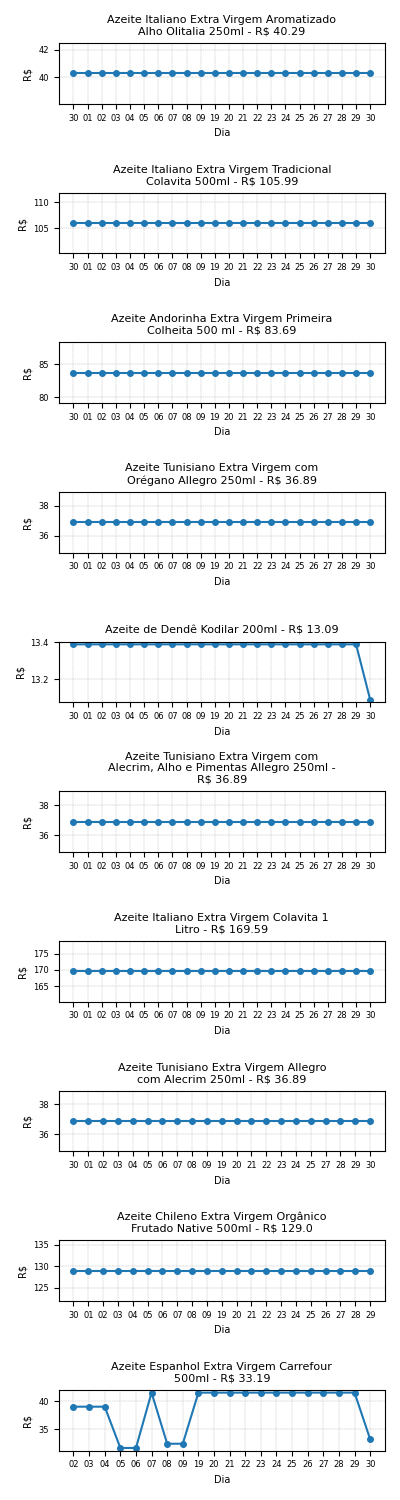 Azeite Italiano Extra Virgem Aromatizado
Alho Olitalia 250ml - R$ 40.29
42
40
R$
30 01 02 03 04 05 06 07 08 09 19 20 21 22 23 24 25 26 27 28 29 30
Dia
Azeite Italiano Extra Virgem Tradicional
Colavita 500ml - R$ 105.99
110
105
R$
30 01 02 03 04 05 06 07 08 09 19 20 21 22 23 24 25 26 27 28 29 30
Dia
Azeite Andorinha Extra Virgem Primeira
Colheita 500 ml - R$ 83.69
85
80
R$
30 01 02 03 04 05 06 07 08 09 19 20 21 22 23 24 25 26 27 28 29 30
Dia
Azeite Tunisiano Extra Virgem com
Orégano Allegro 250ml - R$ 36.89
38
36
R$
30 01 02 03 04 05 06 07 08 09 19 20 21 22 23 24 25 26 27 28 29 30
Dia
Azeite de Dendê Kodilar 200ml - R$ 13.09
13.4
13.2
R$
30 01 02 03 04 05 06 07 08 09 19 20 21 22 23 24 25 26 27 28 29 30
Dia
Azeite Tunisiano Extra Virgem com
Alecrim, Alho e Pimentas Allegro 250ml -
R$ 36.89
38
36
R$
30 01 02 03 04 05 06 07 08 09 19 20 21 22 23 24 25 26 27 28 29 30
Dia
Azeite Italiano Extra Virgem Colavita 1
Litro - R$ 169.59
175
170
165
R$
30 01 02 03 04 05 06 07 08 09 19 20 21 22 23 24 25 26 27 28 29 30
Dia
Azeite Tunisiano Extra Virgem Allegro
com Alecrim 250ml - R$ 36.89
38
36
R$
30 02 03 04 05 06 07 08 09 19 20 21 22 23 24 25 26 27 28 29 30
Dia
Azeite Chileno Extra Virgem Orgânico
Frutado Native 500ml - R$ 129.0
135
130
125
R$
30 01 02 03 04 05 06 07 08 09 19 20 21 22 23 24 25 26 27 28 29
Dia
Azeite Espanhol Extra Virgem Carrefour
500ml - R$ 33.19
40
35
R$
02 03 04 05 06 07 08 09 19 20 21 22 23 24 25 26 27 28 29 30
Dia